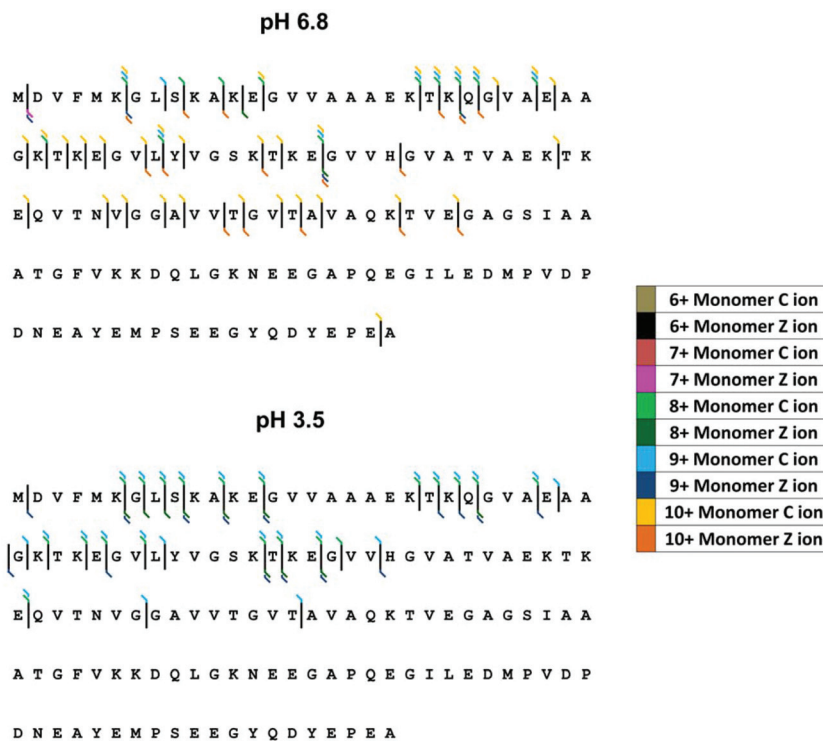 pH 6.8
M D V F M K G L S K A K E G V V A A A E K T K Q G V A E A A
G K T K E G V L Y V G S K T K E G V V H G V A T V A E K T K
E Q V T N V G G A V V T G V T A V A Q K T V E G A G S I A A
A T G F V K K D Q L G K N E E G A P Q E G I L E D M P V D P
D N E A Y E M P S E E G Y Q D Y E P E A
pH 3.5
M D V F M K G L S K A K E G V V A A A E K T K Q G V A E A A
G K T K E G V L Y V G S K T K E G V V H G V A T V A E K T K
E Q V T N V G G A V V T G V T A V A Q K T V E G A G S I A A
A T G F V K K D Q L G K N E E G A P Q E G I L E D M P V D P
D N E A Y E M P S E E G Y Q D Y E P E A
6+ Monomer C ion
6+ Monomer Z ion
7+ Monomer C ion
7+ Monomer Z ion
8+ Monomer C ion
8+ Monomer Z ion
9+ Monomer C ion
9+ Monomer Z ion
10+ Monomer C ion
10+ Monomer Z ion